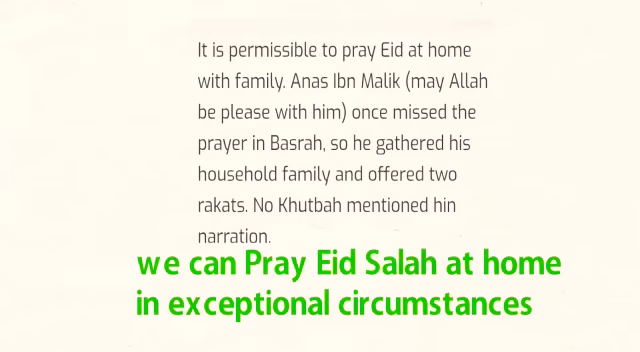 It is permissible to pray Eid at home
with family. Anas Ibn Malik (may Allah
be please with him) once missed the
prayer in Basrah, so he gathered his
household family and offered two
rakats. No Khutbah mentioned hin
narration.
we can Pray Eid Salah at home
in exceptional circumstances